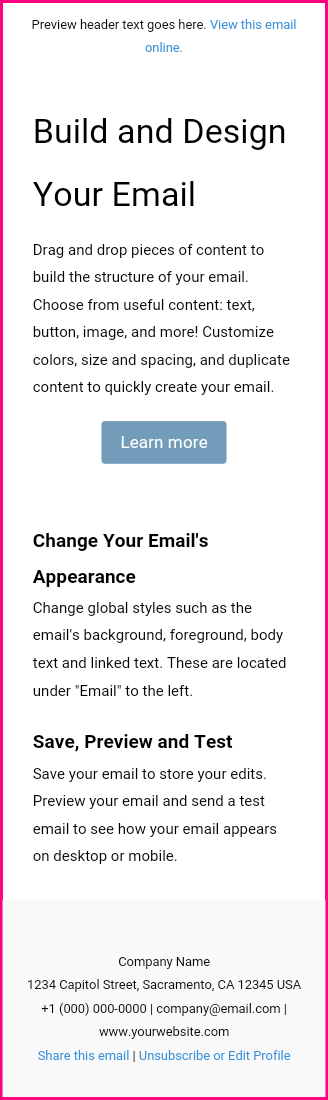 Preview header text goes here. View this email
online.
Build and Design
Your Email
Drag and drop pieces of content to
build the structure of your email.
Choose from useful content: text,
button, image, and more! Customize
colors, size and spacing, and duplicate
content to quickly create your email.
Learn more
Change Your Email's
Appearance
Change global styles such as the
email's background, foreground, body
text and linked text. These are located
under "Email" to the left.
Save, Preview and Test
Save your email to store your edits.
Preview your email and send a test
email to see how your email appears
on desktop or mobile.
Company Name
1234 Capitol Street, Sacramento, CA 12345 USA
+1 (000) 000-0000 | company@email.com |
www.yourwebsite.com
Share this email | Unsubscribe or Edit Profile